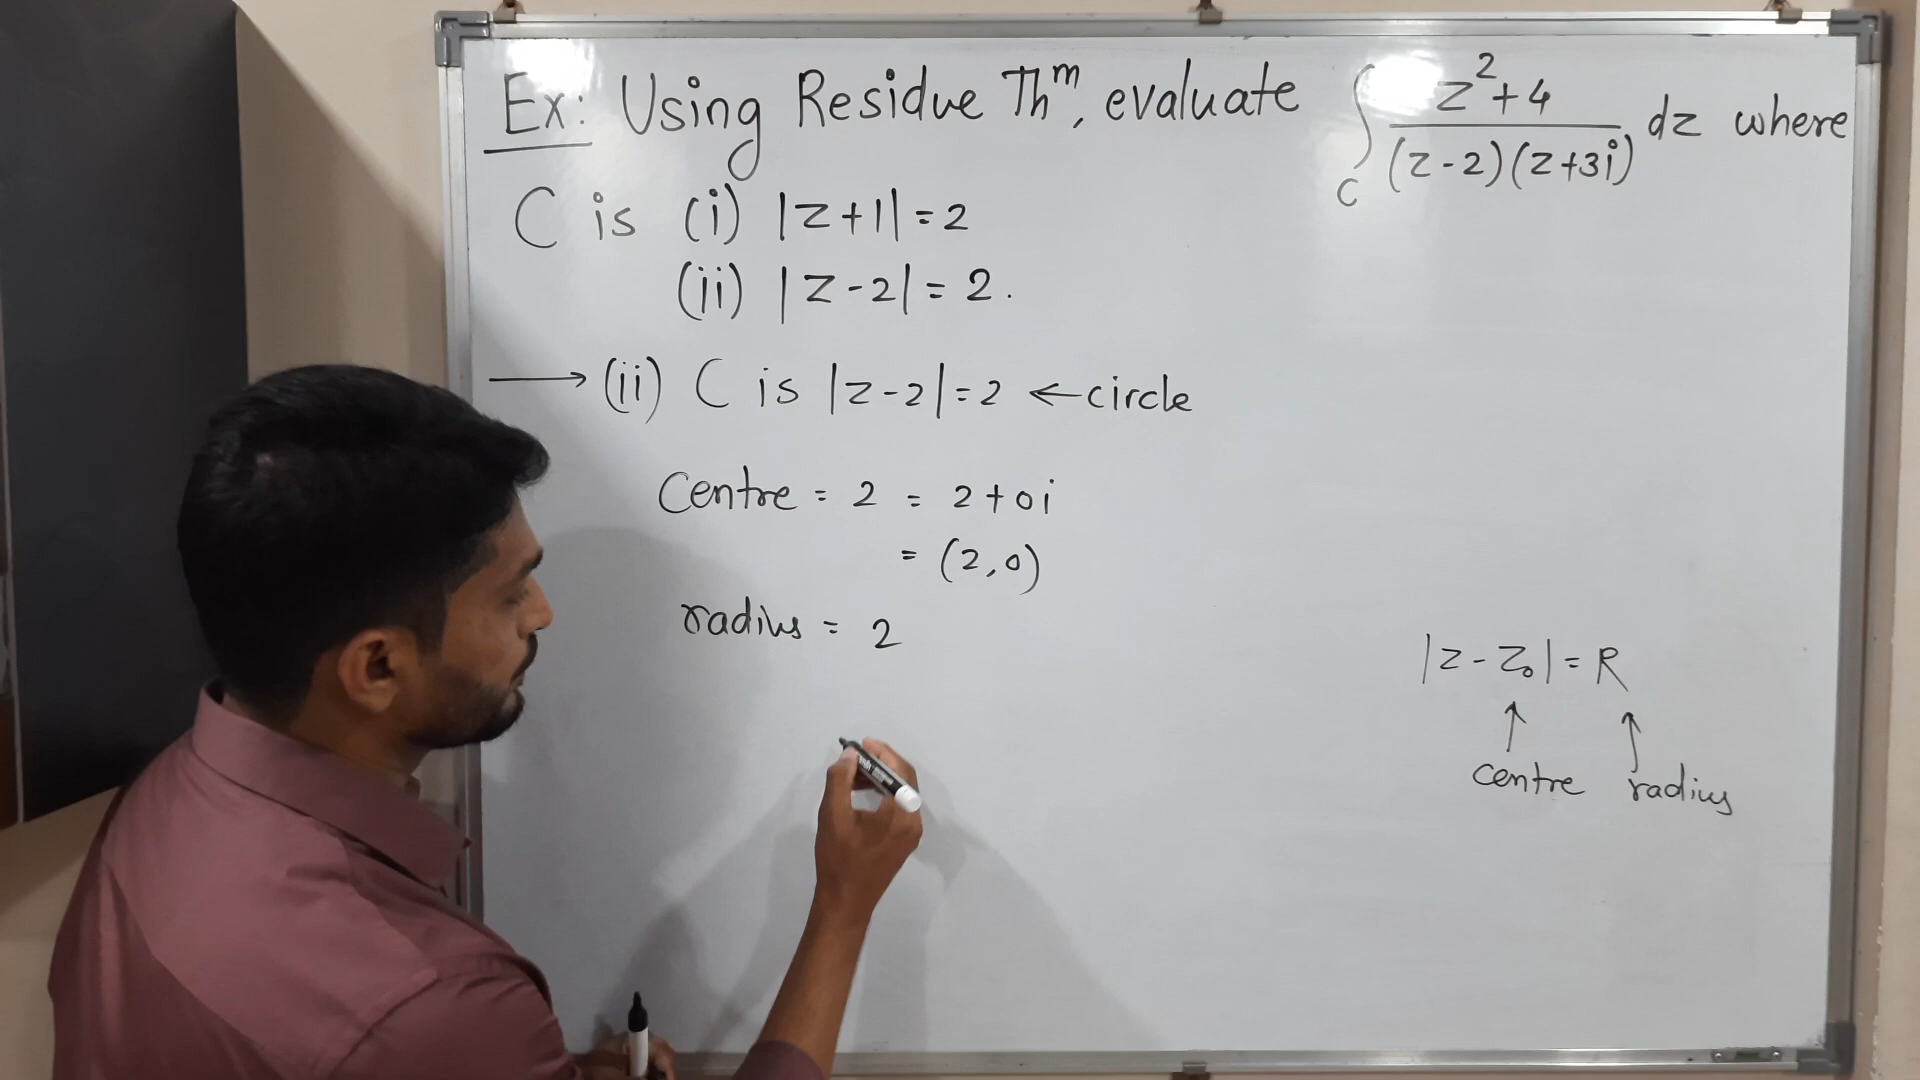 Ex: Using Residue Thᵐ, evaluate ∫_C (z²+4)/((z-2)(z+3i)) dz where
C is (i) |z+1|=2
(ii) |z-2|=2.
→ (ii) C is |z-2|=2 ← circle
Centre = 2 = 2+0i
= (2,0)
radius = 2
|z-z₀|=R
↑ ↑
centre radius